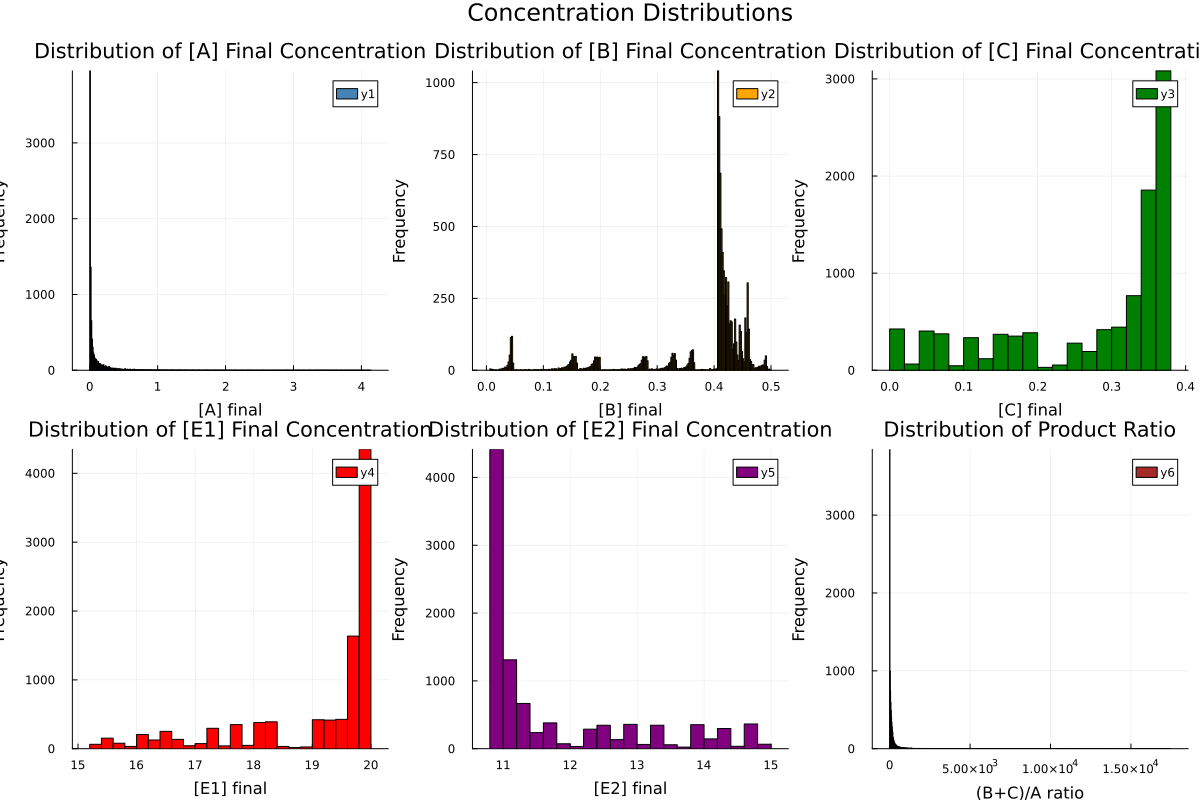 Concentration Distributions
Distribution of [A] Final Concentration
Distribution of [B] Final Concentration
Distribution of [C] Final Concentrati
y1
y2
y3
Frequency
3000
2000
1000
0
0
1
2
3
4
[A] final
Frequency
1000
750
500
250
0
0.0
0.1
0.2
0.3
0.4
0.5
[B] final
Frequency
3000
2000
1000
0
0.0
0.1
0.2
0.3
0.4
[C] final
Distribution of [E1] Final Concentration
Distribution of [E2] Final Concentration
Distribution of Product Ratio
y4
y5
y6
Frequency
4000
3000
2000
1000
0
15
16
17
18
19
20
[E1] final
Frequency
4000
3000
2000
1000
0
11
12
13
14
15
[E2] final
Frequency
3000
2000
1000
0
0
5.00×10³
1.00×10⁴
1.50×10⁴
(B+C)/A ratio